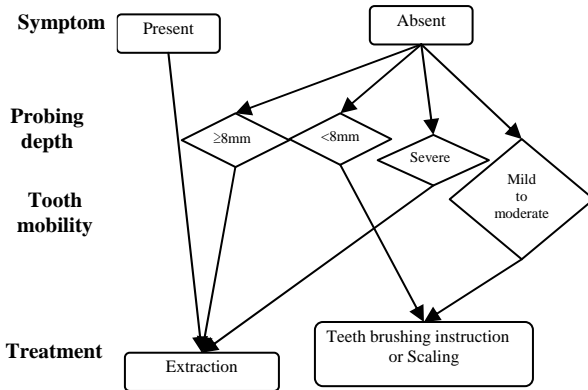 Symptom
Present
Absent
Probing
depth
≥8mm
<8mm
Severe
Mild
to
moderate
Tooth
mobility
Treatment
Extraction
Teeth brushing instruction
or Scaling